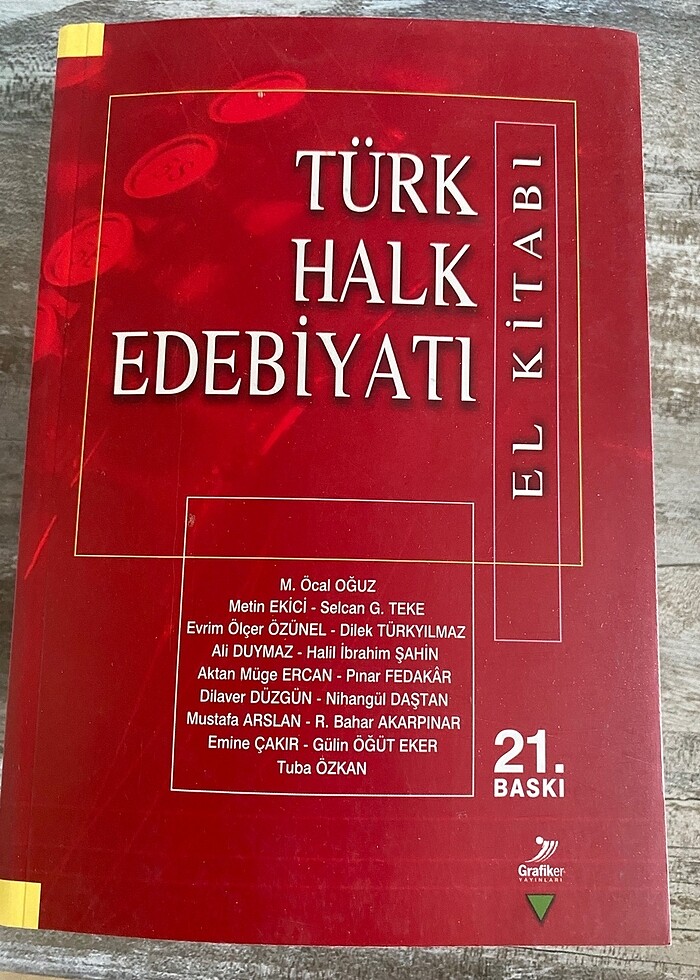 TÜRK
HALK
EDEBİYATI
EL KİTABI
M. Öcal OĞUZ
Metin EKİCİ - Selcan G. TEKE
Evrim Ölçer ÖZÜNEL - Dilek TÜRKYILMAZ
Ali DUYMAZ - Halil İbrahim ŞAHİN
Aktan Müge ERCAN - Pınar FEDAKÂR
Dilaver DÜZGÜN - Nihangül DAŞTAN
Mustafa ARSLAN - R. Bahar AKARPINAR
Emine ÇAKIR - Gülin ÖĞÜT EKER
Tuba ÖZKAN
21.
BASKI
Grafiker
YAYINLARI